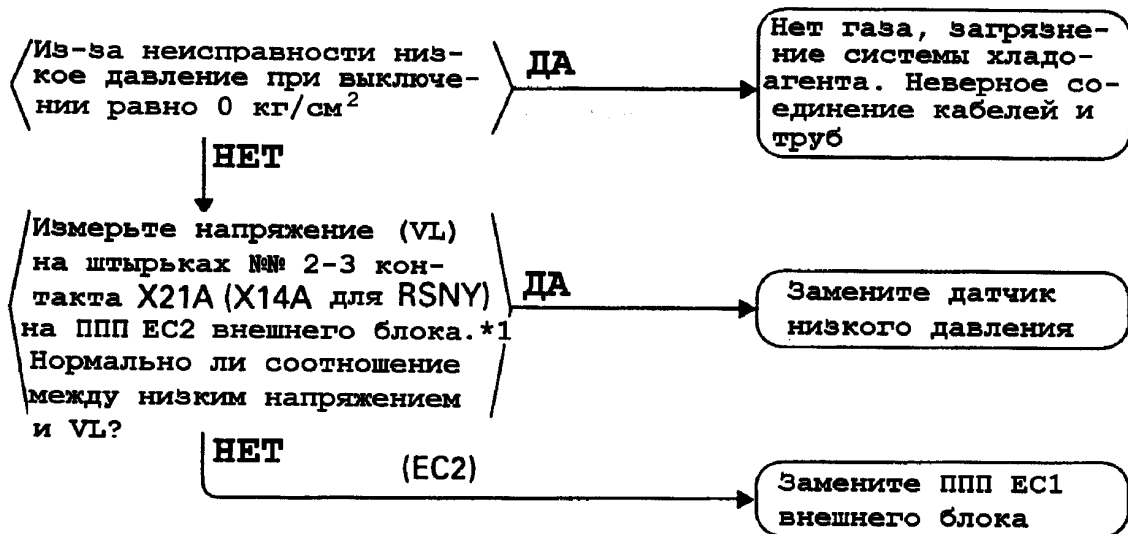 Из-за неисправности низ-
кое давление при выключе-
нии равно 0 кг/см²
ДА
Нет газа, загрязне-
ние системы хладо-
агента. Неверное со-
единение кабелей и
труб
НЕТ
Измерьте напряжение (VL)
на штырьках №№ 2-3 кон-
такта X21A (X14A для RSNY)
на ППП EC2 внешнего блока.*1
Нормально ли соотношение
между низким напряжением
и VL?
ДА
Замените датчик
низкого давления
НЕТ
(EC2)
Замените ППП EC1
внешнего блока